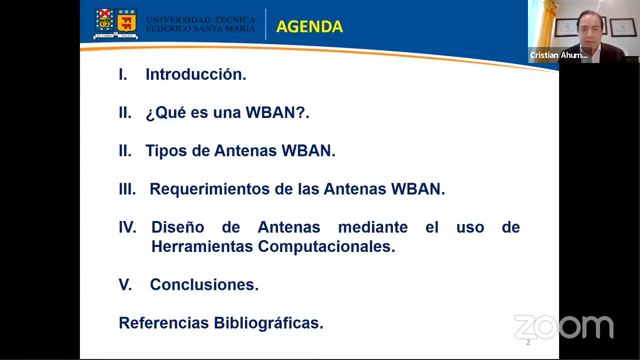 UNIVERSIDAD TECNICA
FEDERICO SANTA MARIA
AGENDA
Cristian Ahum...
I. Introducción.
II. ¿Qué es una WBAN?.
II. Tipos de Antenas WBAN.
III. Requerimientos de las Antenas WBAN.
IV. Diseño de Antenas mediante el uso de
Herramientas Computacionales.
V. Conclusiones.
Referencias Bibliográficas.
2
zoom